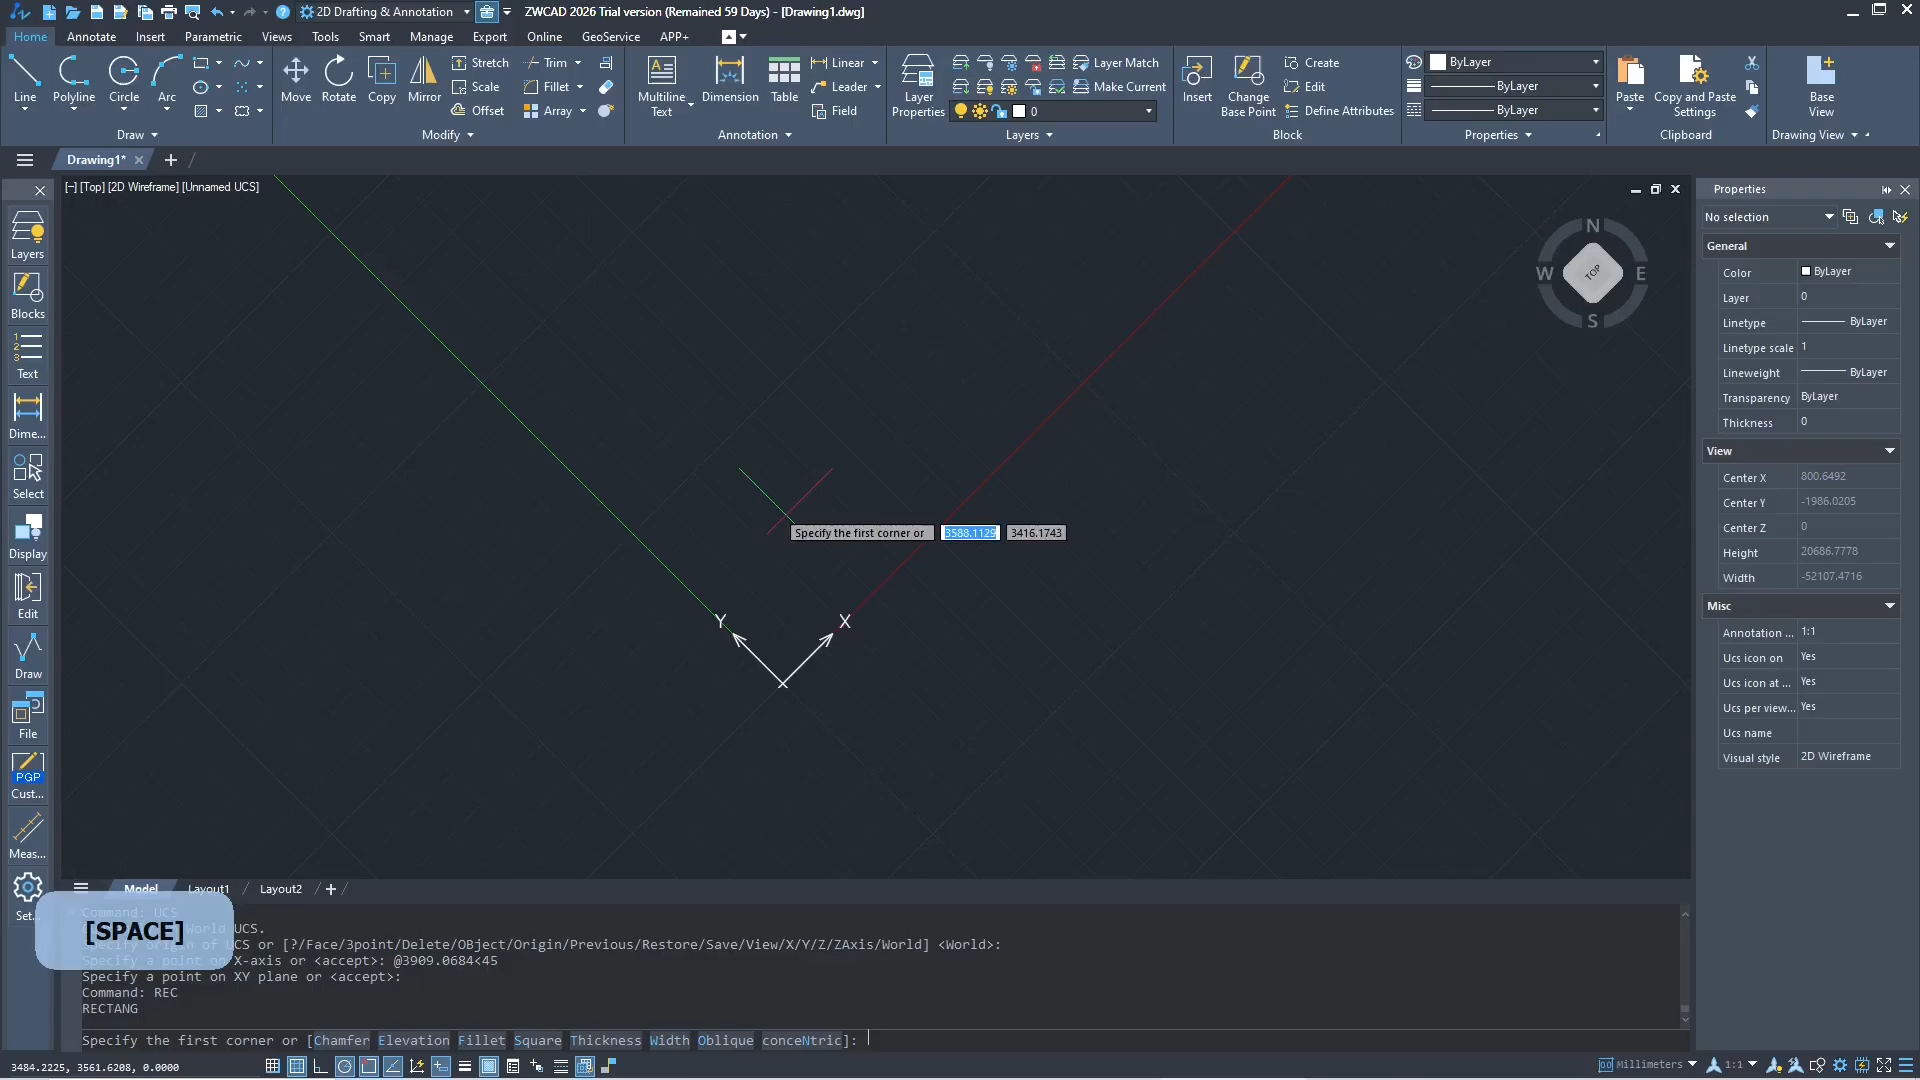 2D Drafting & Annotation
ZWCAD 2026 Trial version (Remained 59 Days) - [Drawing1.dwg]
Home Annotate Insert Parametric Views Tools Smart Manage Export Online GeoService APP+
Line Polyline Circle Arc
Draw
Move Rotate Copy Mirror
Stretch Trim
Scale Fillet
Offset Array
Modify
Multiline Text Dimension Table
Linear
Leader
Field
Annotation
Layer Properties
Layer Match
Make Current
0
Layers
Insert
Change Base Point
Create
Edit
Define Attributes
Block
ByLayer
ByLayer
ByLayer
Properties
Paste
Copy and Paste Settings
Clipboard
Base View
Drawing View
Drawing1*
[−] [Top] [2D Wireframe] [Unnamed UCS]
Layers
Blocks
Text
Dime...
Select
Display
Edit
Draw
File
PGP
Cust...
Meas...
Set...
N
W TOP E
S
Specify the first corner or 3588.1129 3416.1743
Y X
Properties
No selection
General
Color ByLayer
Layer 0
Linetype ByLayer
Linetype scale 1
Lineweight ByLayer
Transparency ByLayer
Thickness 0
View
Center X 800.6492
Center Y -1986.0205
Center Z 0
Height 20686.7778
Width -52107.4716
Misc
Annotation ... 1:1
Ucs icon on Yes
Ucs icon at ... Yes
Ucs per view... Yes
Ucs name
Visual style 2D Wireframe
Model Layout1 Layout2
[SPACE]
Command: UCS
World UCS.
Specify origin of UCS or [?/Face/3point/Delete/OBject/Origin/Previous/Restore/Save/View/X/Y/Z/ZAxis/World] <World>:
Specify a point on X-axis or <accept>: @3909.0684<45
Specify a point on XY plane or <accept>:
Command: REC
RECTANG
Specify the first corner or [Chamfer Elevation Fillet Square Thickness Width Oblique conceNtric]:
3484.2225, 3561.6208, 0.0000
Millimeters 1:1